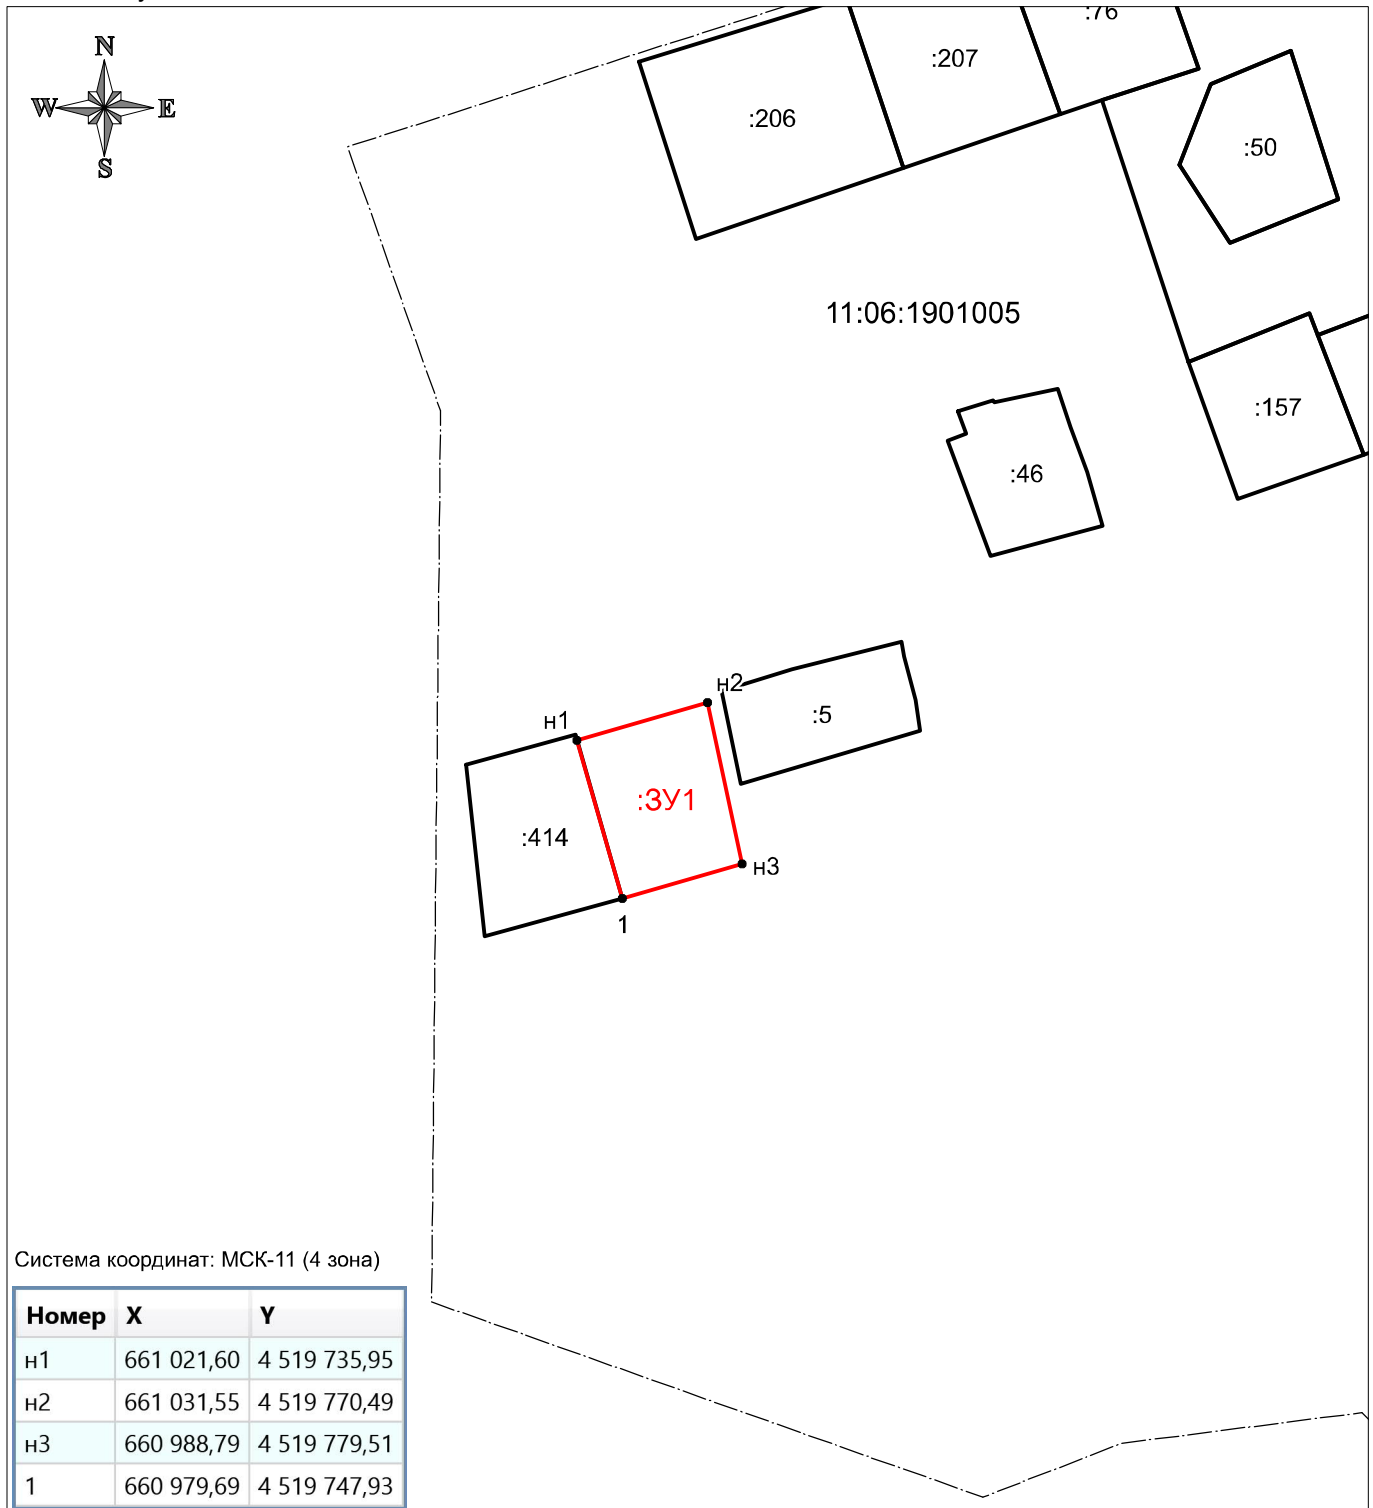 N
W E
S
:76
:207
:206
:50
11:06:1901005
:157
:46
н2
:5
н1
:ЗУ1
:414
н3
1
Система координат: МСК-11 (4 зона)
Номер X Y
н1 661 021,60 4 519 735,95
н2 661 031,55 4 519 770,49
н3 660 988,79 4 519 779,51
1 660 979,69 4 519 747,93